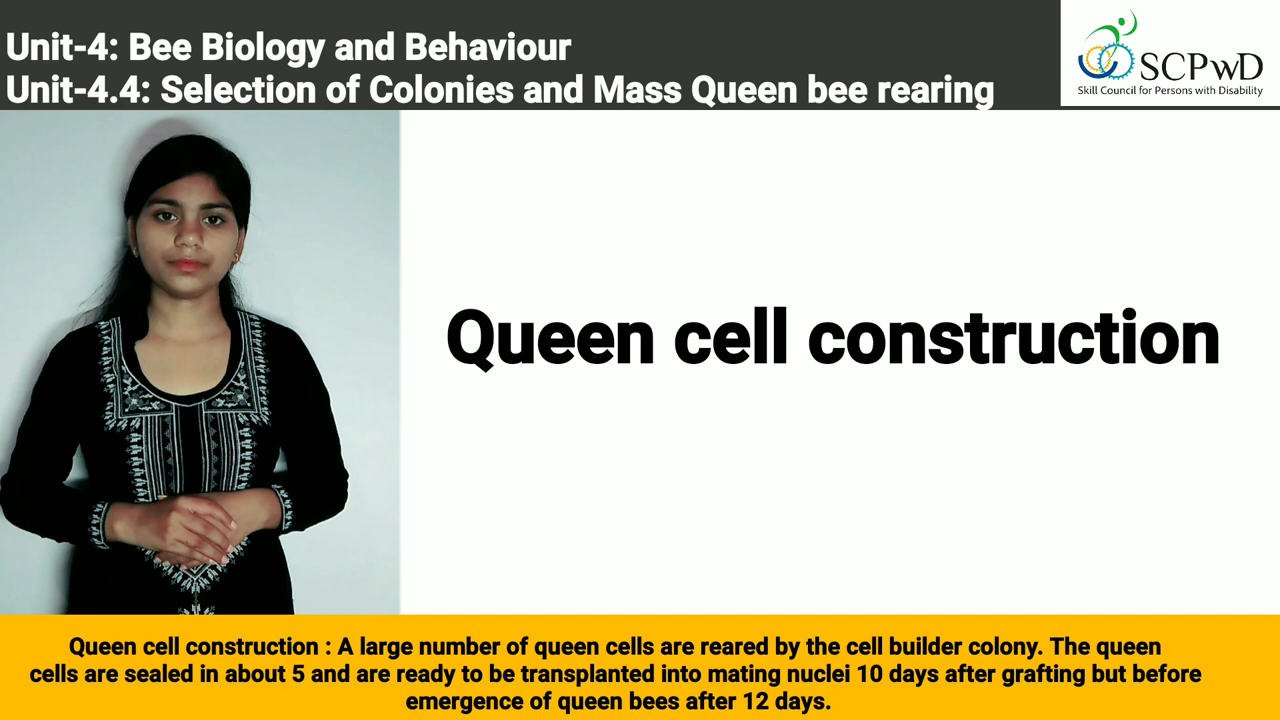 Unit-4: Bee Biology and Behaviour
Unit-4.4: Selection of Colonies and Mass Queen bee rearing
SCPwD
Skill Council for Persons with Disability
Queen cell construction
Queen cell construction : A large number of queen cells are reared by the cell builder colony. The queen
cells are sealed in about 5 and are ready to be transplanted into mating nuclei 10 days after grafting but before
emergence of queen bees after 12 days.